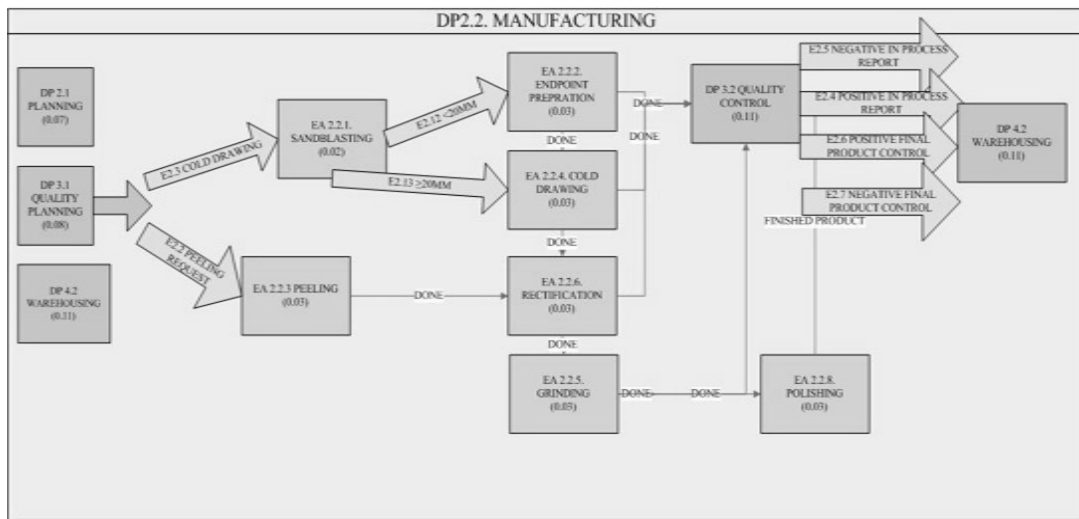 DP2.2. MANUFACTURING
DP 2.1
PLANNING
(0.07)
DP 3.1
QUALITY
PLANNING
(0.08)
DP 4.2
WAREHOUSING
(0.11)
E2.3 COLD DRAWING
E2.2 PEELING
REQUEST
EA 2.2.1.
SANDBLASTING
(0.02)
EA 2.2.3 PEELING
(0.03)
E2.12 <20MM
E2.13 ≥20MM
DONE
EA 2.2.2.
ENDPOINT
PREPRATION
(0.03)
DONE
EA 2.2.4. COLD
DRAWING
(0.03)
DONE
EA 2.2.6.
RECTIFICATION
(0.03)
DONE
EA 2.2.5.
GRINDING
(0.03)
DONE
DONE
DONE
DONE
DP 3.2 QUALITY
CONTROL
(0.11)
EA 2.2.8.
POLISHING
(0.03)
E2.5 NEGATIVE IN PROCESS
REPORT
E2.4 POSITIVE IN PROCESS
REPORT
E2.6 POSITIVE FINAL
PRODUCT CONTROL
E2.7 NEGATIVE FINAL
PRODUCT CONTROL
FINISHED PRODUCT
DP 4.2
WAREHOUSING
(0.11)